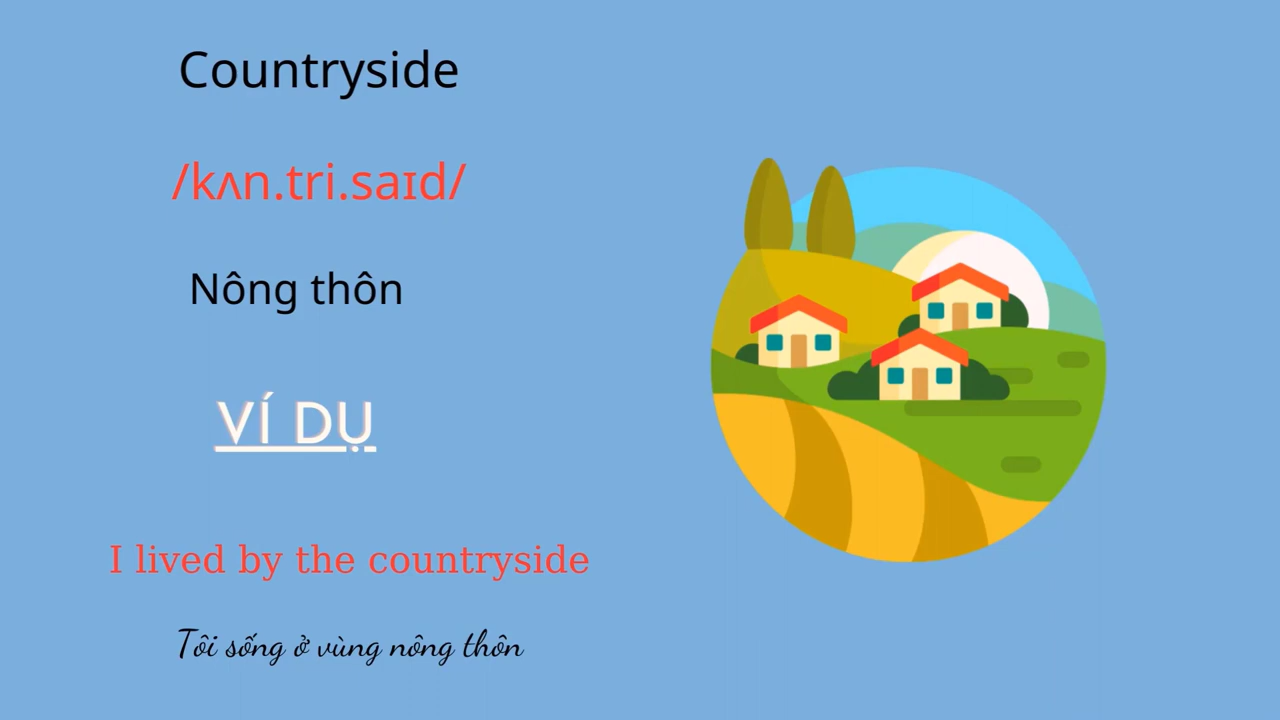 Countryside
/kʌn.tri.saɪd/
Nông thôn
VÍ DỤ
I lived by the countryside
Tôi sống ở vùng nông thôn